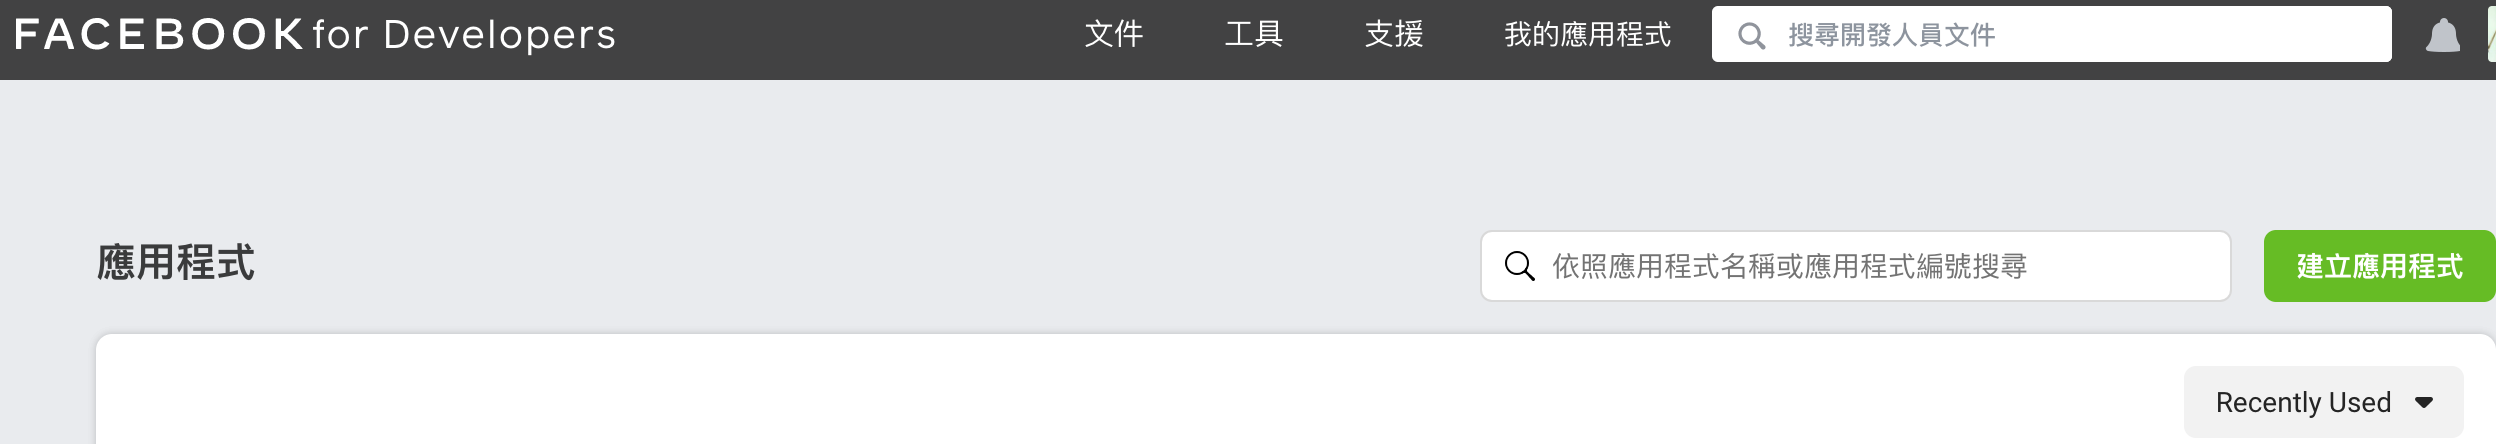 FACEBOOK for Developers 文件 工具 支援 我的應用程式 搜尋開發人員文件
應用程式 依照應用程式名稱或應用程式編號搜尋 建立應用程式
Recently Used